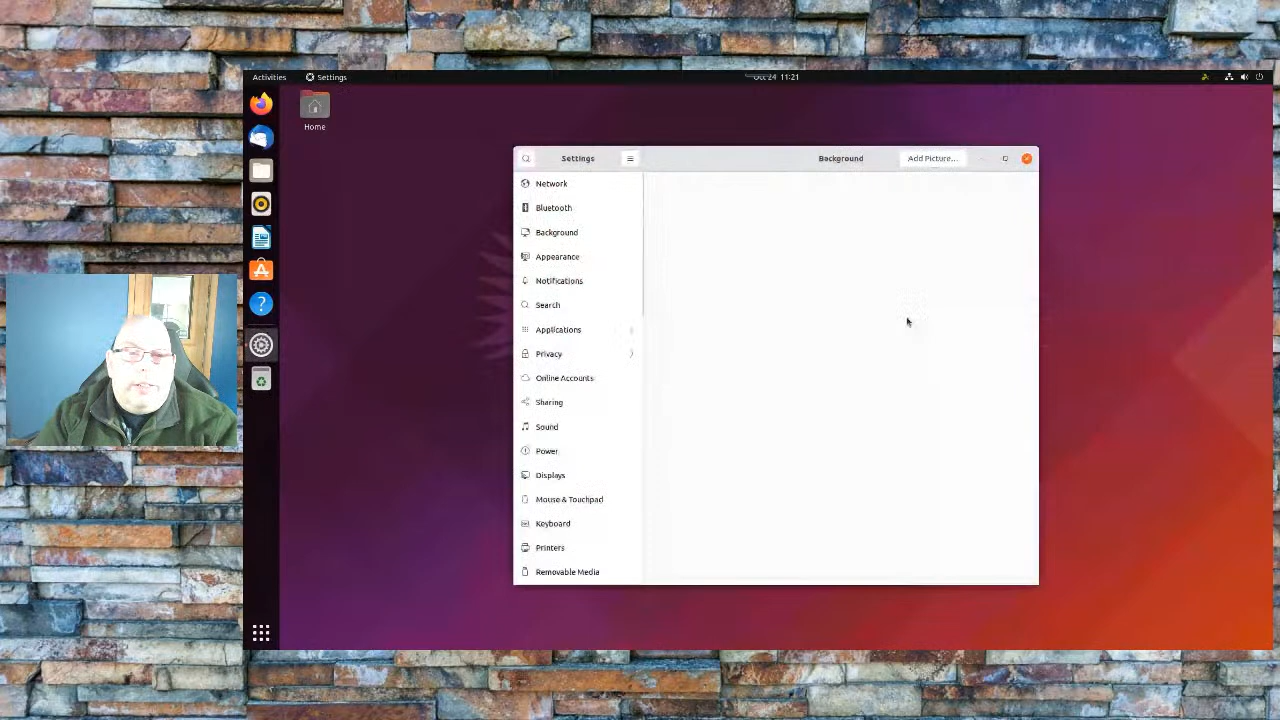 Activities
Settings
Oct 24 11:21
Home
Settings
Background
Add Picture...
Network
Bluetooth
Background
Appearance
Notifications
Search
Applications
Privacy
Online Accounts
Sharing
Sound
Power
Displays
Mouse & Touchpad
Keyboard
Printers
Removable Media